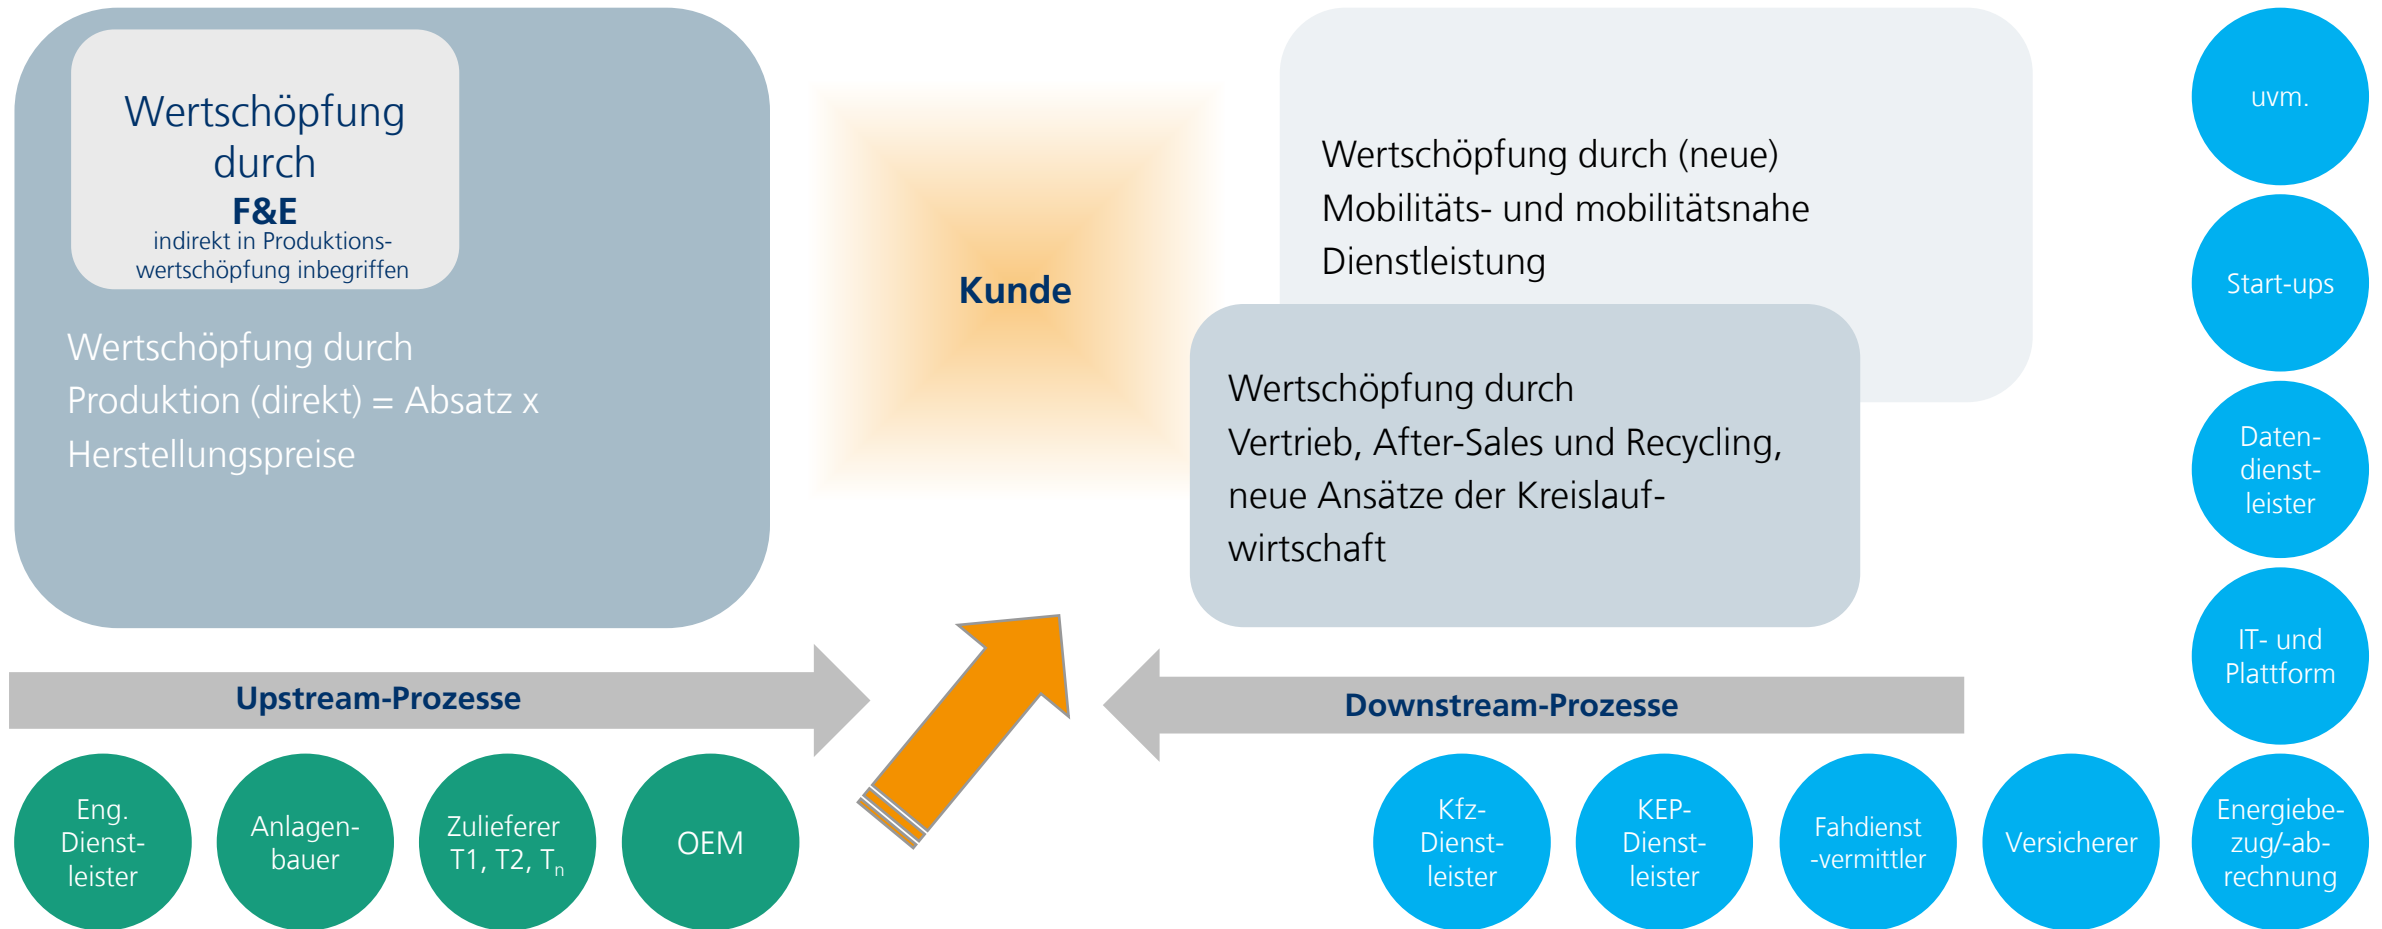 Wertschöpfung
durch
F&E
indirekt in Produktions-
wertschöpfung inbegriffen
Wertschöpfung durch
Produktion (direkt) = Absatz x
Herstellungspreise
Kunde
Wertschöpfung durch (neue)
Mobilitäts- und mobilitätsnahe
Dienstleistung
Wertschöpfung durch
Vertrieb, After-Sales und Recycling,
neue Ansätze der Kreislauf-
wirtschaft
uvm.
Start-ups
Daten-
dienst-
leister
IT- und
Plattform
Upstream-Prozesse
Downstream-Prozesse
Eng.
Dienst-
leister
Anlagen-
bauer
Zulieferer
T1, T2, Tn
OEM
Kfz-
Dienst-
leister
KEP-
Dienst-
leister
Fahdienst
-vermittler
Versicherer
Energiebe-
zug/-ab-
rechnung